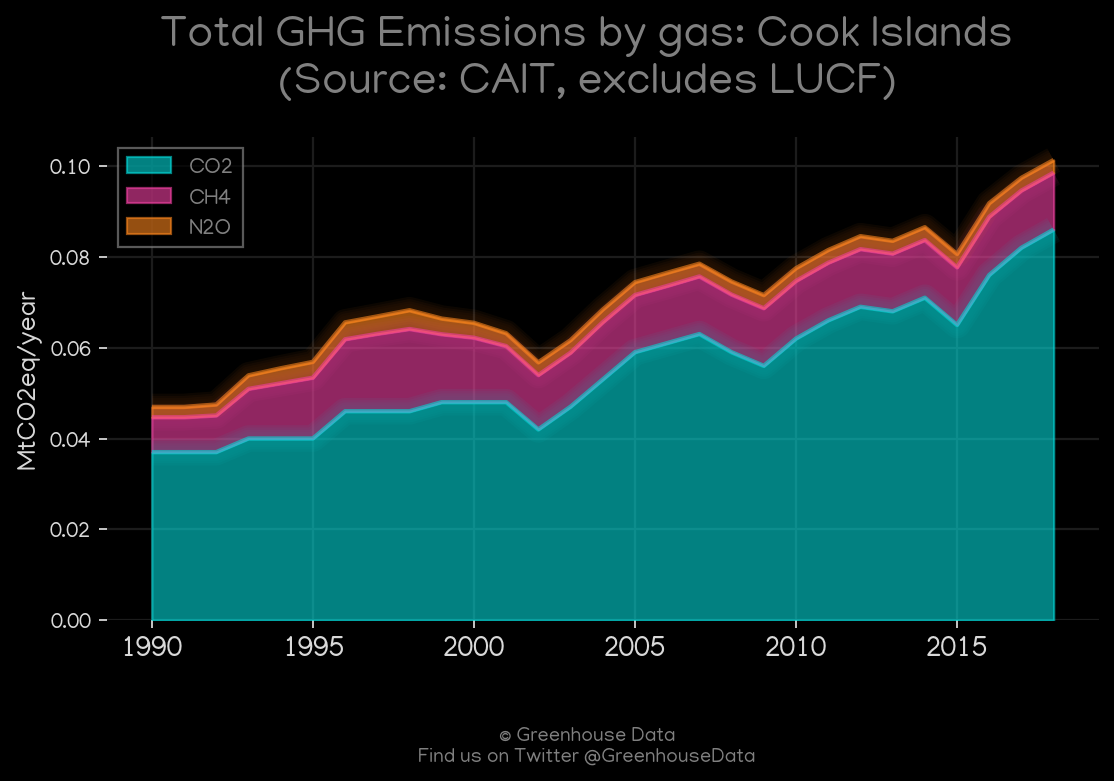 Total GHG Emissions by gas: Cook Islands
(Source: CAIT, excludes LUCF)
CO2
CH4
N2O
MtCO2eq/year
0.10
0.08
0.06
0.04
0.02
0.00
1990 1995 2000 2005 2010 2015
© Greenhouse Data
Find us on Twitter @GreenhouseData